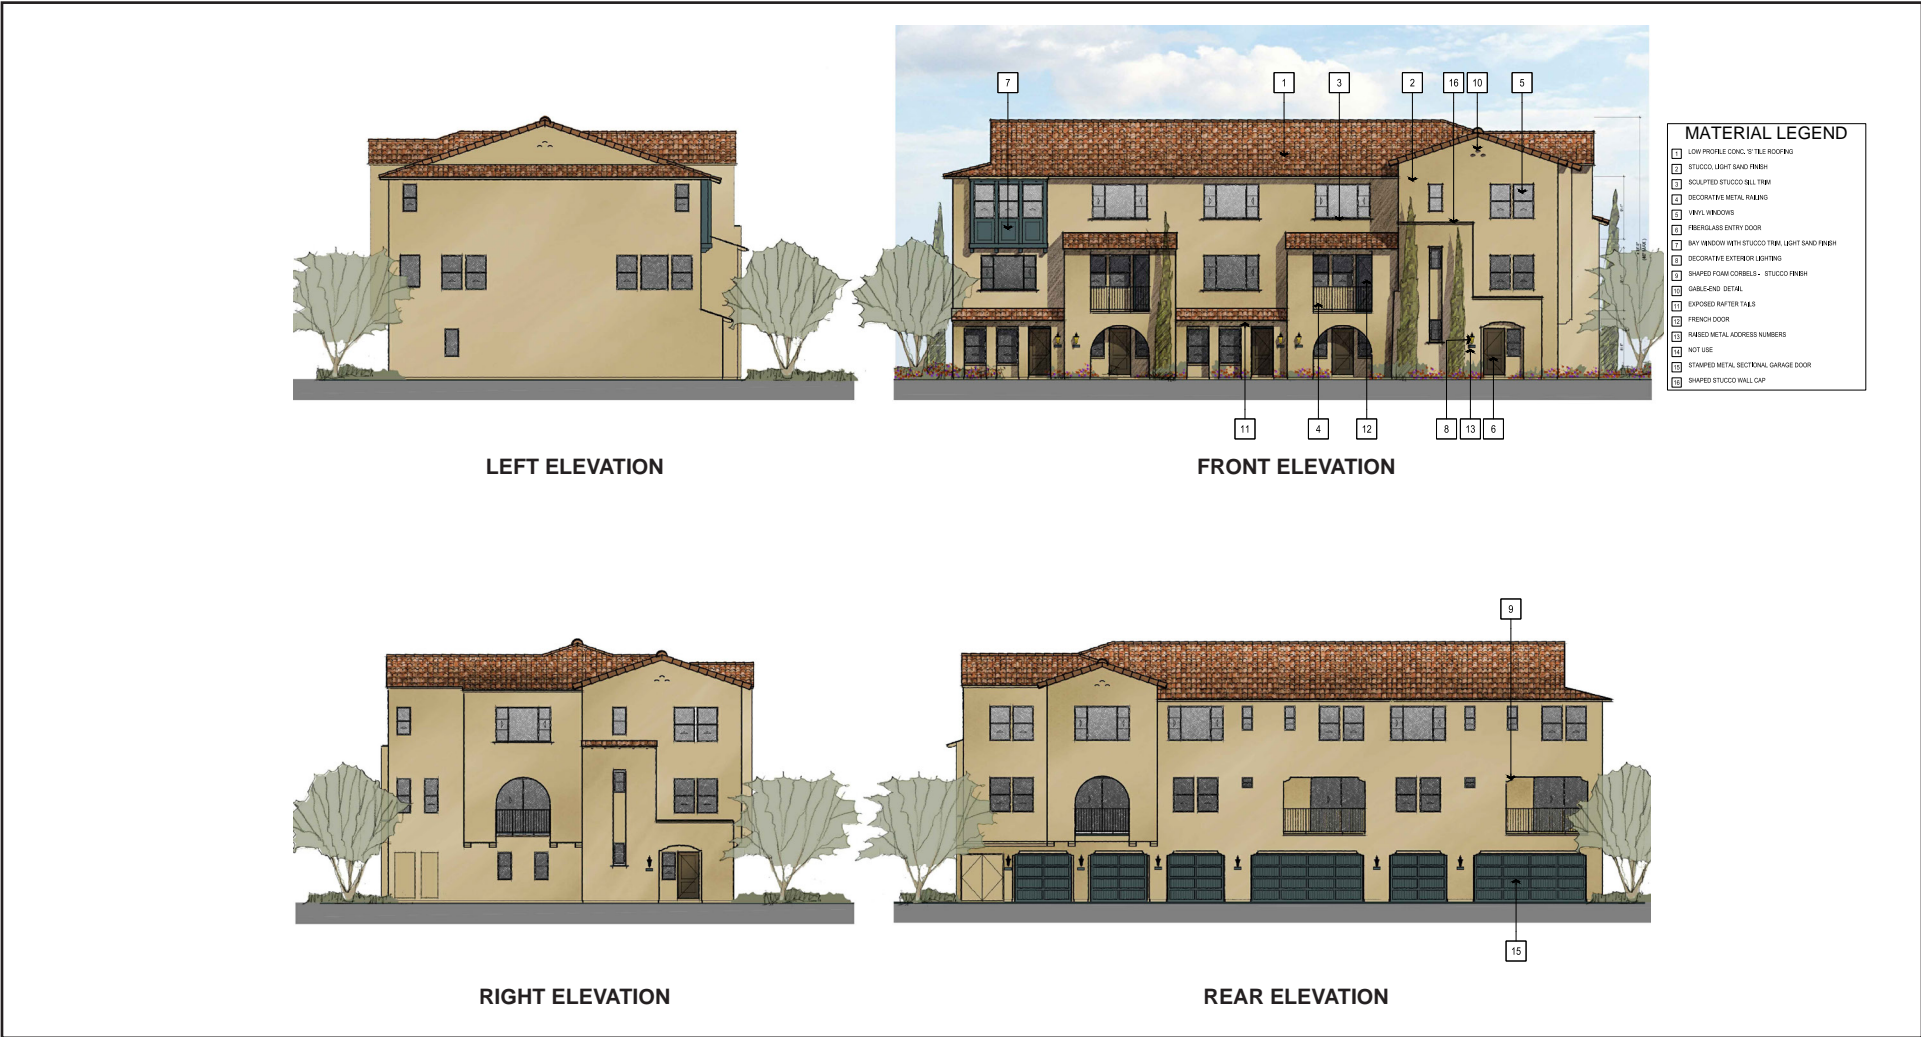 7
1
3
2
16
10
5
MATERIAL LEGEND
1 LOW PROFILE CONC. 'S' TILE ROOFING
2 STUCCO, LIGHT SAND FINISH
3 SCULPTED STUCCO SILL TRIM
4 DECORATIVE METAL RAILING
5 VINYL WINDOWS
6 FIBERGLASS ENTRY DOOR
7 BAY WINDOW WITH STUCCO TRIM, LIGHT SAND FINISH
8 DECORATIVE EXTERIOR LIGHTING
9 SHAPED FOAM CORBELS - STUCCO FINISH
10 GABLE-END DETAIL
11 EXPOSED RAFTER TAILS
12 FRENCH DOOR
13 RAISED METAL ADDRESS NUMBERS
14 NOT USE
15 STAMPED METAL SECTIONAL GARAGE DOOR
16 SHAPED STUCCO WALL CAP
11
4
12
8
13
6
LEFT ELEVATION
FRONT ELEVATION
9
15
RIGHT ELEVATION
REAR ELEVATION